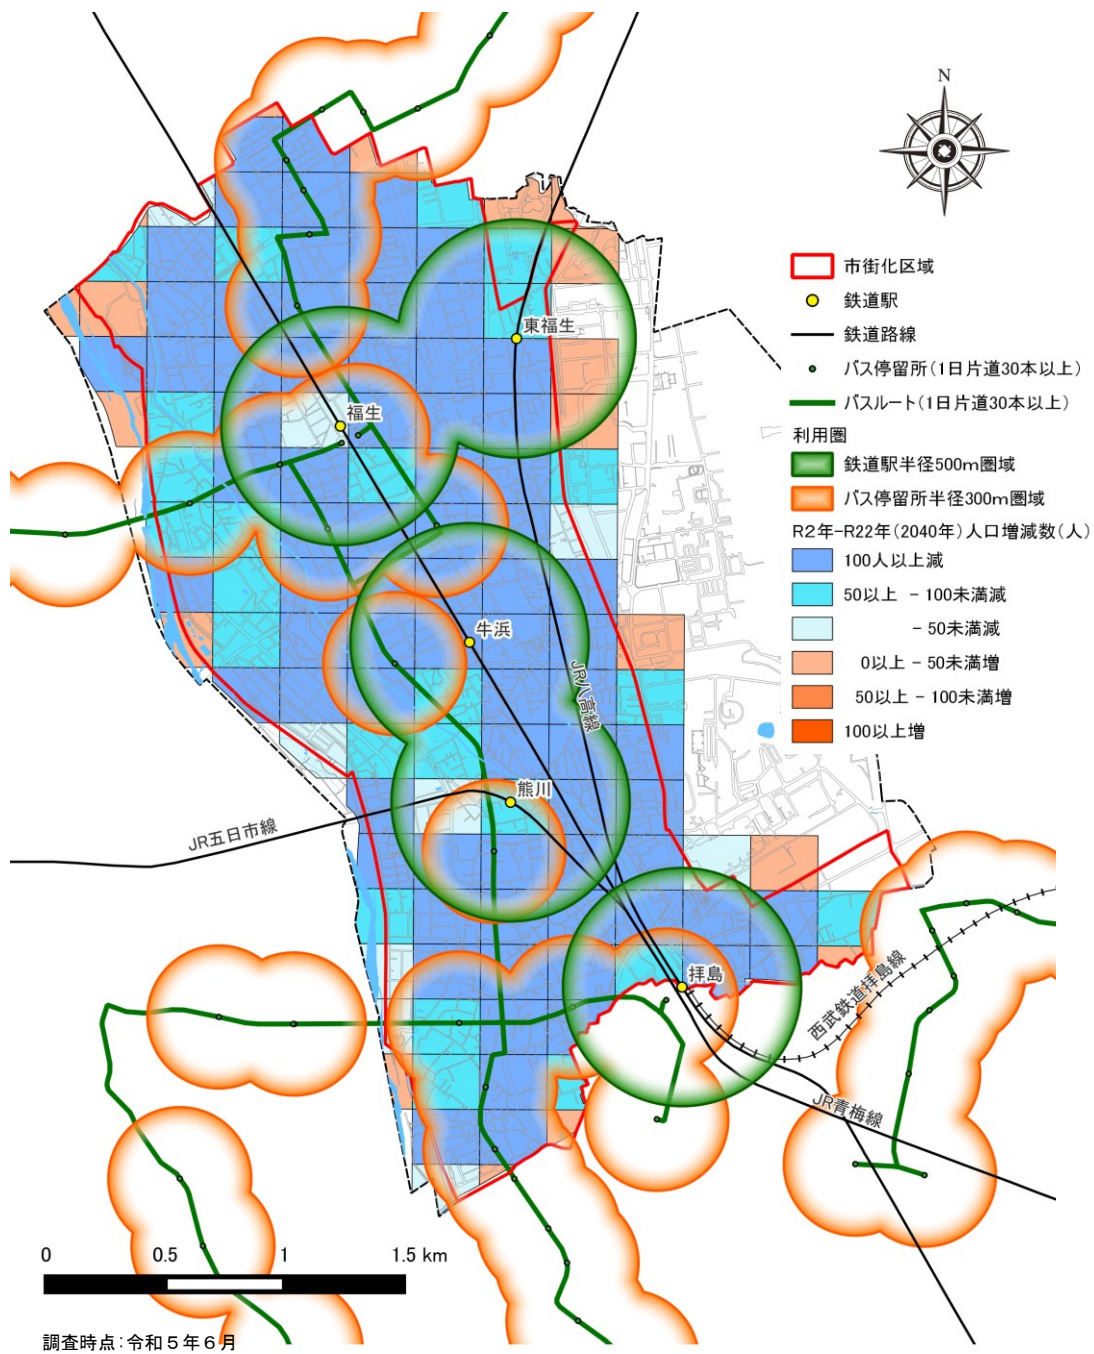 N
市街化区域
鉄道駅
鉄道路線
バス停留所(1日片道30本以上)
バスルート(1日片道30本以上)
利用圏
鉄道駅半径500m圏域
バス停留所半径300m圏域
R2年-R22年(2040年)人口増減数(人)
100人以上減
50以上 - 100未満減
- 50未満減
0以上 - 50未満増
50以上 - 100未満増
100以上増
東福生
福生
牛浜
JR八高線
熊川
JR五日市線
拝島
西武鉄道拝島線
JR青梅線
0 0.5 1 1.5 km
調査時点:令和5年6月